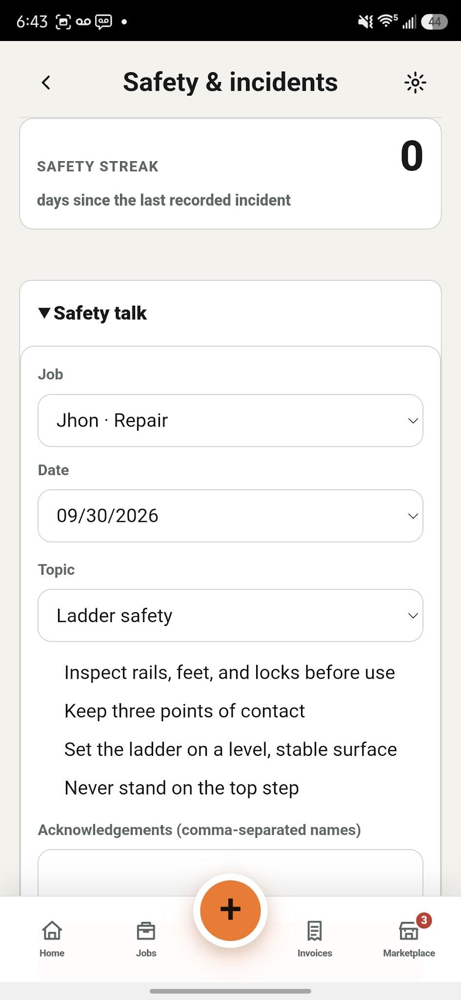 6:43
5
44
Safety & incidents
0
SAFETY STREAK
days since the last recorded incident
▼Safety talk
Job
Jhon · Repair
Date
09/30/2026
Topic
Ladder safety
Inspect rails, feet, and locks before use
Keep three points of contact
Set the ladder on a level, stable surface
Never stand on the top step
Acknowledgements (comma-separated names)
+
3
Home
Jobs
Invoices
Marketplace